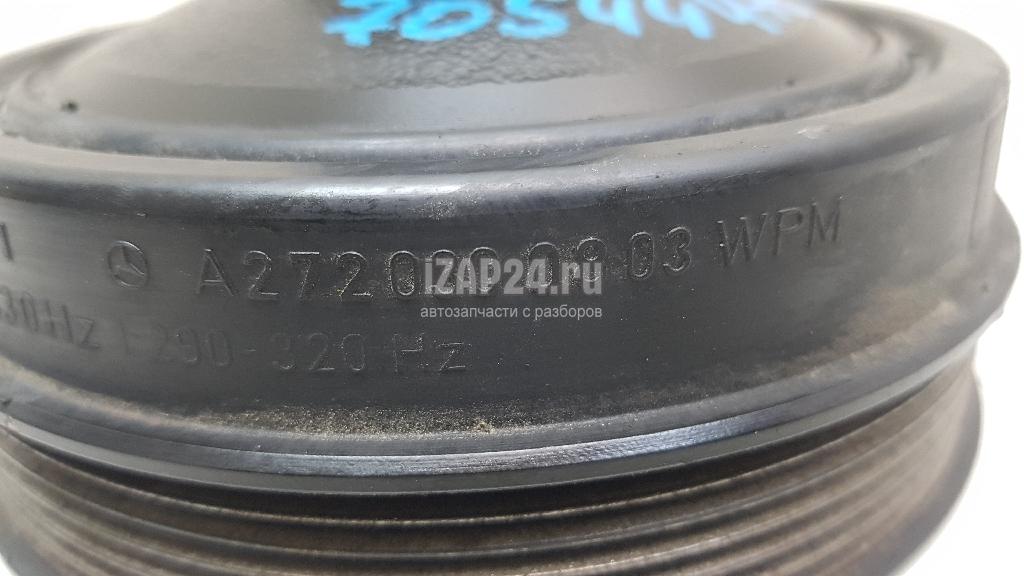 A2720300903 WPM
iZAP24.ru
автозапчасти с разборов
30Hz 290-320 Hz